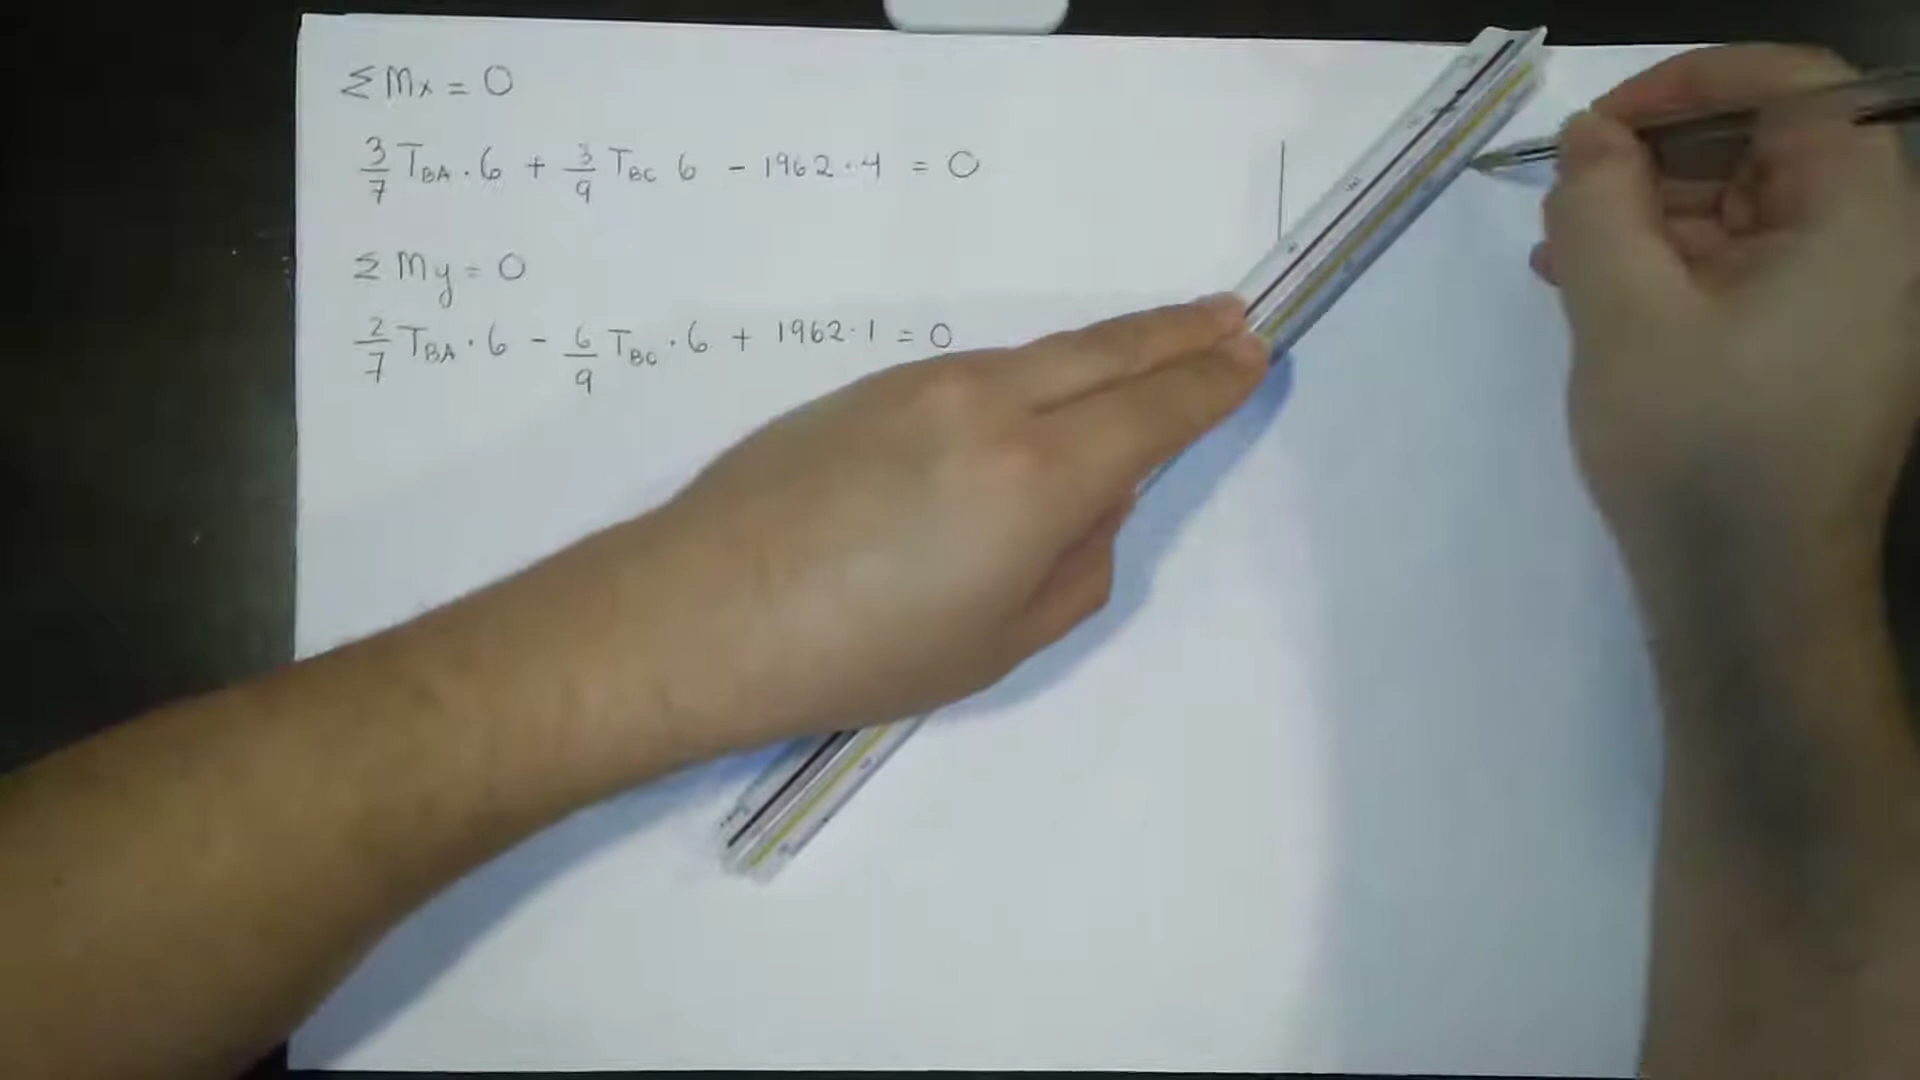 ΣMx = 0
3/7 TBA · 6 + 3/9 TBC 6 - 1962 · 4 = 0
ΣMy = 0
2/7 TBA · 6 - 6/9 TBC · 6 + 1962 · 1 = 0